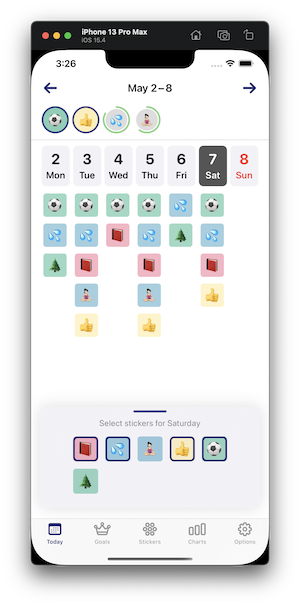 iPhone 13 Pro Max
iOS 15.4
3:26
May 2–8
2 3 4 5 6 7 8
Mon Tue Wed Thu Fri Sat Sun
Select stickers for Saturday
Today Goals Stickers Charts Options